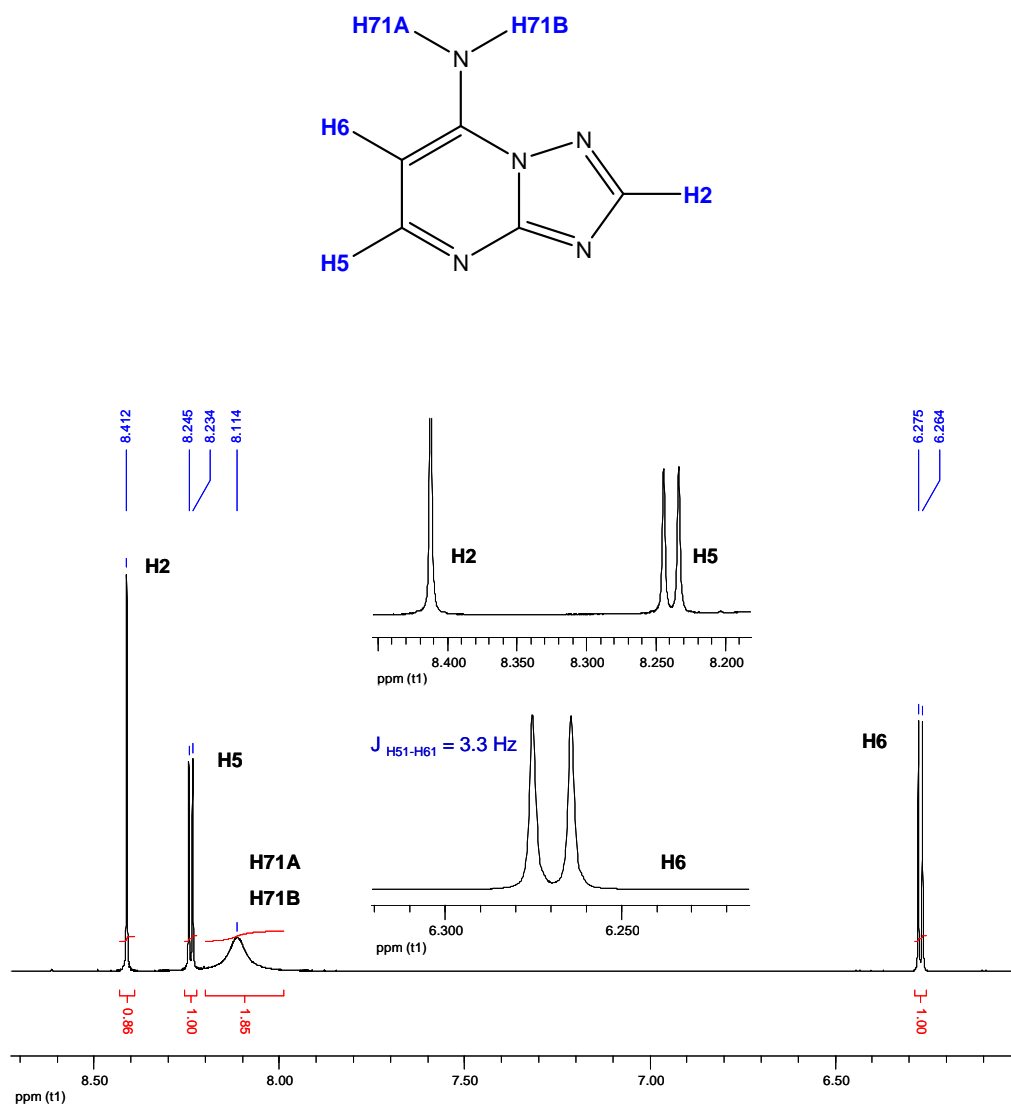 H71A H71B
N
H6
N
N
H2
H5
N
N
8.412
8.245
8.234
8.114
6.275
6.264
H2
H2
H5
8.400 8.350 8.300 8.250 8.200
ppm (t1)
J H51-H61 = 3.3 Hz
H6
H5
H71A
H71B
H6
6.300 6.250
ppm (t1)
0.86
1.00
1.85
1.00
8.50 8.00 7.50 7.00 6.50
ppm (t1)